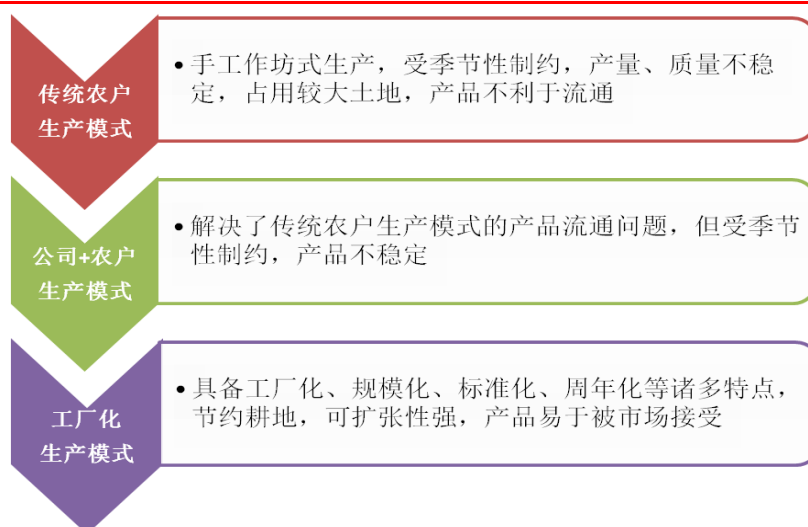 传统农户
生产模式
•手工作坊式生产，受季节性制约，产量、质量不稳
定，占用较大土地，产品不利于流通
公司+农户
生产模式
•解决了传统农户生产模式的产品流通问题，但受季节
性制约，产品不稳定
工厂化
生产模式
•具备工厂化、规模化、标准化、周年化等诸多特点，
节约耕地，可扩张性强，产品易于被市场接受